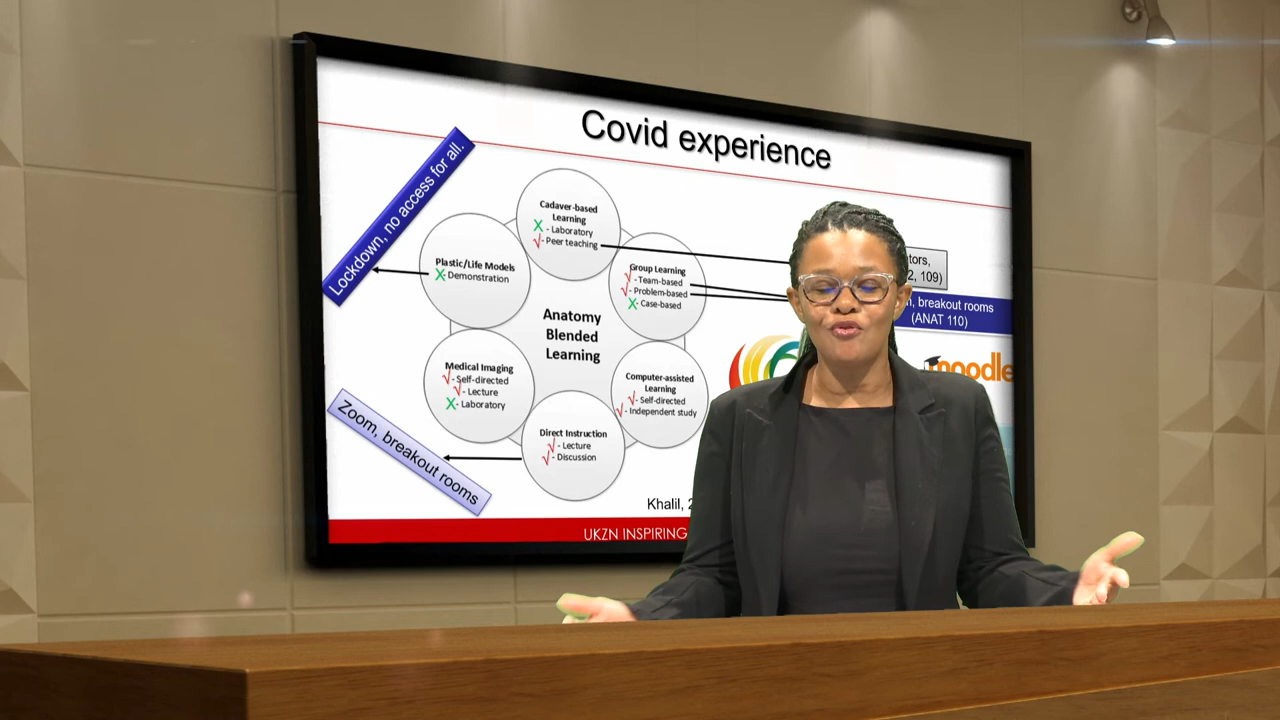 Covid experience
Lockdown, no access for all.
Cadaver-based
Learning
X - Laboratory
√- Peer teaching
Plastic/Life Models
X- Demonstration
Group Learning
√ - Team-based
√- Problem-based
X- Case-based
Anatomy
Blended
Learning
Medical Imaging
√- Self-directed
√- Lecture
X- Laboratory
Computer-assisted
Learning
√- Self-directed
√- Independent study
Direct Instruction
√- Lecture
√- Discussion
Zoom, breakout rooms
109)
breakout rooms
(ANAT 110)
moodle
Khalil,
UKZN INSPIRING